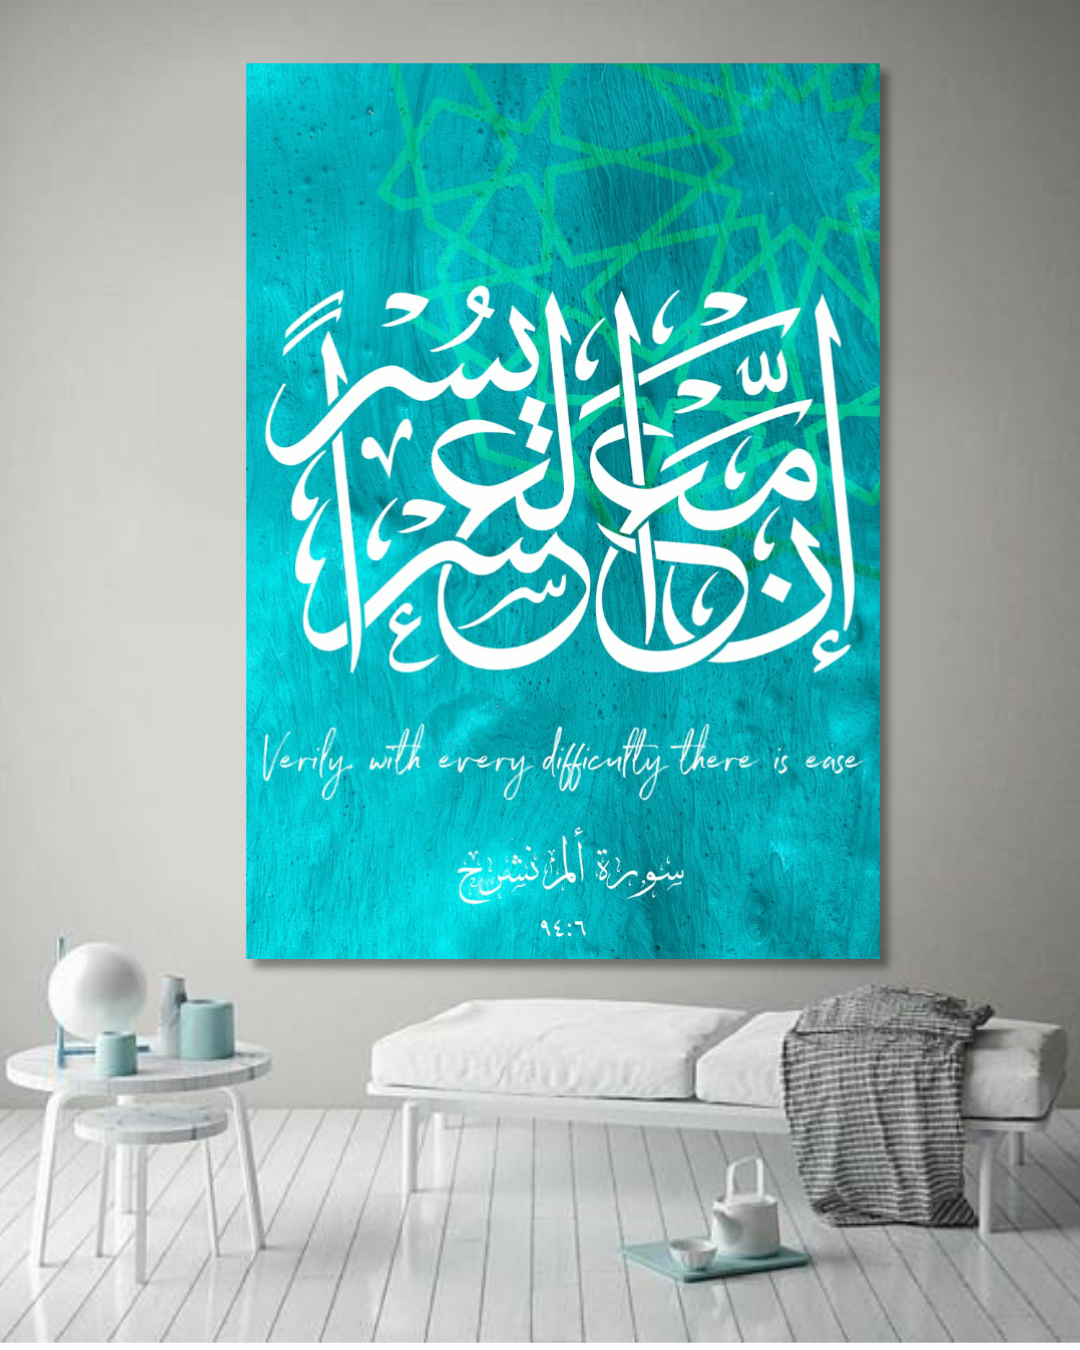 إِنَّ مَعَ الْعُسْرِ يُسْرًا
Verily, with every difficulty there is ease
سورة ألم نشرح
٩٤:٦